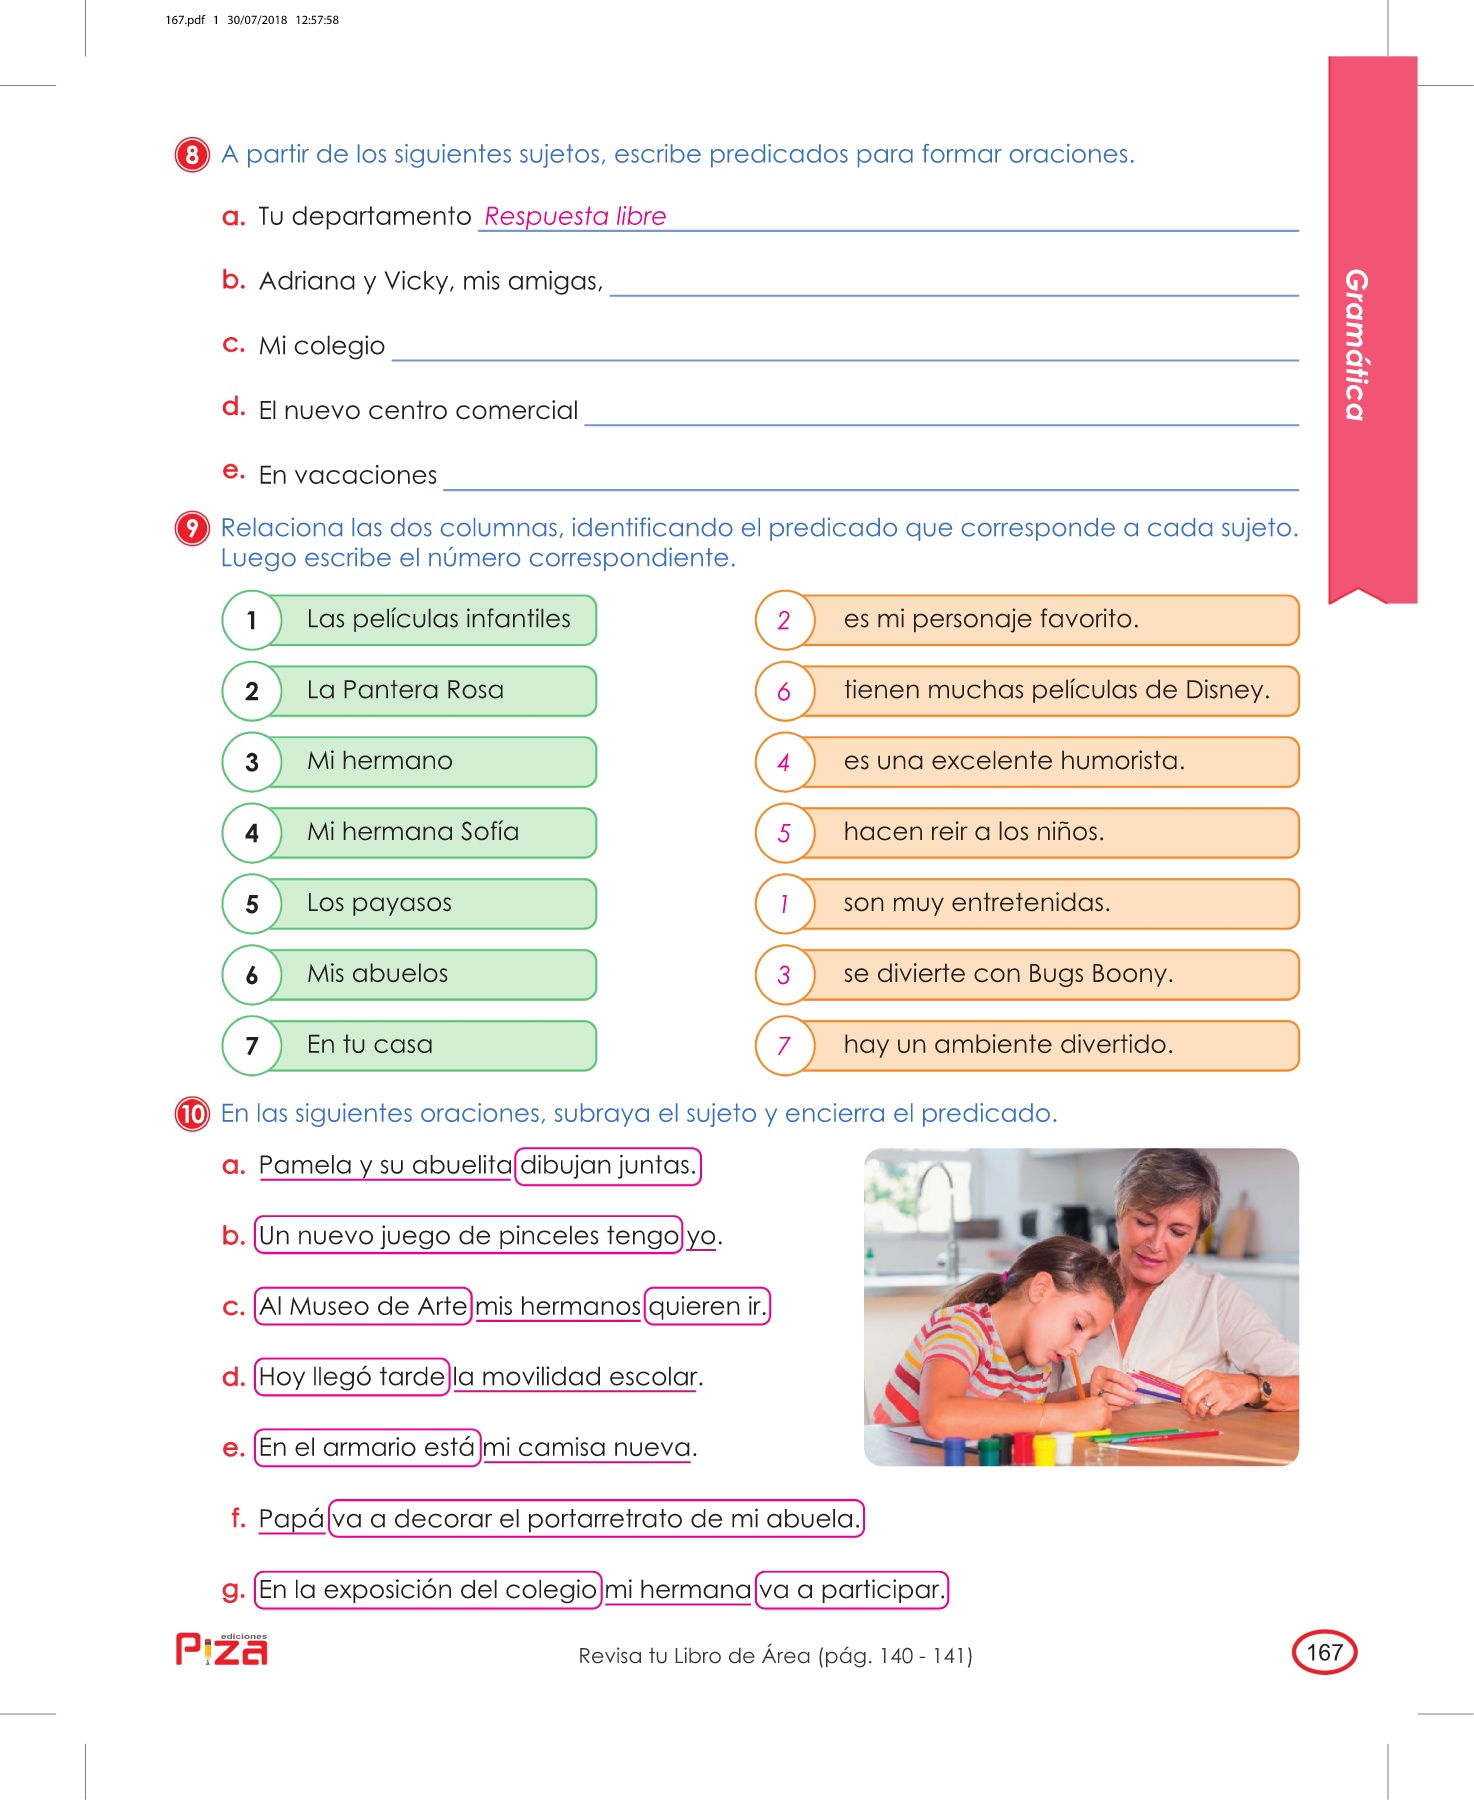 167.pdf 1 30/07/2018 12:57:58
Gramática
8 A partir de los siguientes sujetos, escribe predicados para formar oraciones.
a. Tu departamento Respuesta libre
b. Adriana y Vicky, mis amigas,
c. Mi colegio
d. El nuevo centro comercial
e. En vacaciones
9 Relaciona las dos columnas, identificando el predicado que corresponde a cada sujeto.
Luego escribe el número correspondiente.
1 Las películas infantiles
2 es mi personaje favorito.
2 La Pantera Rosa
6 tienen muchas películas de Disney.
3 Mi hermano
4 es una excelente humorista.
4 Mi hermana Sofía
5 hacen reir a los niños.
5 Los payasos
1 son muy entretenidas.
6 Mis abuelos
3 se divierte con Bugs Boony.
7 En tu casa
7 hay un ambiente divertido.
10 En las siguientes oraciones, subraya el sujeto y encierra el predicado.
a. Pamela y su abuelita dibujan juntas.
b. Un nuevo juego de pinceles tengo yo.
c. Al Museo de Arte mis hermanos quieren ir.
d. Hoy llegó tarde la movilidad escolar.
e. En el armario está mi camisa nueva.
f. Papá va a decorar el portarretrato de mi abuela.
g. En la exposición del colegio mi hermana va a participar.
ediciones
Piza
Revisa tu Libro de Área (pág. 140 - 141)
167